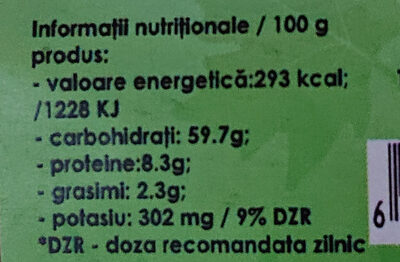 Informații nutriționale / 100 g
produs:
- valoare energetică:293 kcal;
/1228 KJ
- carbohidrați: 59.7g;
- proteine:8.3g;
- grasimi: 2.3g;
- potasiu: 302 mg / 9% DZR
*DZR - doza recomandata zilnic
6